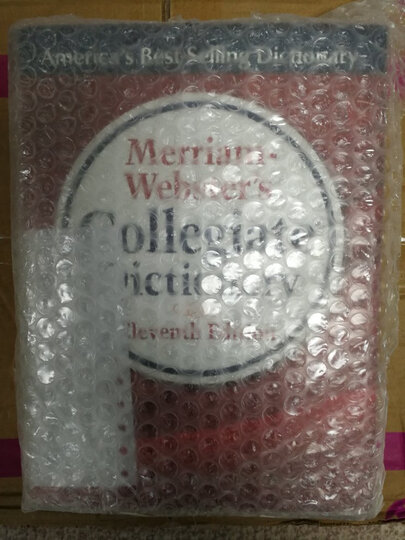 America's Best-Selling Dictionary
Merriam-
Webster's
Collegiate®
Dictionary
Eleventh Edition